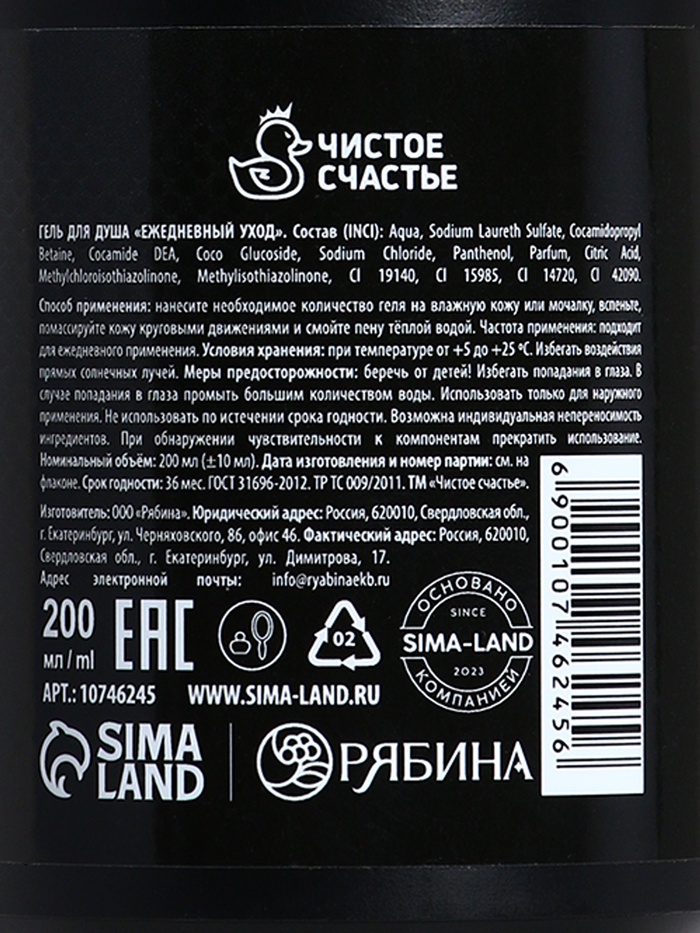 ЧИСТОЕ
СЧАСТЬЕ
ГЕЛЬ ДЛЯ ДУША «ЕЖЕДНЕВНЫЙ УХОД». Состав (INCI): Aqua, Sodium Laureth Sulfate, Cocamidopropyl
Betaine, Cocamide DEA, Coco Glucoside, Sodium Chloride, Panthenol, Parfum, Citric Acid,
Methylchloroisothiazolinone, Methylisothiazolinone, CI 19140, CI 15985, CI 14720, CI 42090.
Способ применения: нанесите необходимое количество геля на влажную кожу или мочалку, вспеньте,
помассируйте кожу круговыми движениями и смойте пену тёплой водой. Частота применения: подходит
для ежедневного применения. Условия хранения: при температуре от +5 до +25 °С. Избегать воздействия
прямых солнечных лучей. Меры предосторожности: беречь от детей! Избегать попадания в глаза. В
случае попадания в глаза промыть большим количеством воды. Использовать только для наружного
применения. Не использовать по истечении срока годности. Возможна индивидуальная непереносимость
ингредиентов. При обнаружении чувствительности к компонентам прекратить использование.
Номинальный объём: 200 мл (±10 мл). Дата изготовления и номер партии: см. на
флаконе. Срок годности: 36 мес. ГОСТ 31696-2012. ТР ТС 009/2011. ТМ «Чистое счастье».
Изготовитель: ООО «Рябина». Юридический адрес: Россия, 620010, Свердловская обл.,
г. Екатеринбург, ул. Черняховского, 86, офис 46. Фактический адрес: Россия, 620010,
Свердловская обл., г. Екатеринбург, ул. Димитрова, 17.
Адрес электронной почты: info@ryabinaekb.ru
200
мл / ml
EAC
02
ОСНОВАНО
SINCE
SIMA-LAND
2023
КОМПАНИЕЙ
АРТ.: 10746245 WWW.SIMA-LAND.RU
SIMA
LAND
РЯБИНА
6900107462456